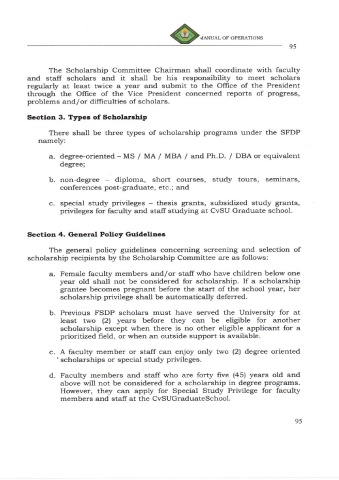 MANUAL OF OPERATIONS
95
The Scholarship Committee Chairman shall coordinate with faculty
and staff scholars and it shall be his responsibility to meet scholars
regularly at least twice a year and submit to the Office of the President
through the Office of the Vice President concerned reports of progress,
problems and/or difficulties of scholars.
Section 3. Types of Scholarship
There shall be three types of scholarship programs under the SFDP
namely:
a. degree-oriented – MS / MA / MBA / and Ph.D. / DBA or equivalent
degree;
b. non-degree – diploma, short courses, study tours, seminars,
conferences post-graduate, etc.; and
c. special study privileges – thesis grants, subsidized study grants,
privileges for faculty and staff studying at CvSU Graduate school.
Section 4. General Policy Guidelines
The general policy guidelines concerning screening and selection of
scholarship recipients by the Scholarship Committee are as follows:
a. Female faculty members and/or staff who have children below one
year old shall not be considered for scholarship. If a scholarship
grantee becomes pregnant before the start of the school year, her
scholarship privilege shall be automatically deferred.
b. Previous FSDP scholars must have served the University for at
least two (2) years before they can be eligible for another
scholarship except when there is no other eligible applicant for a
prioritized field, or when an outside support is available.
c. A faculty member or staff can enjoy only two (2) degree oriented
scholarships or special study privileges.
d. Faculty members and staff who are forty five (45) years old and
above will not be considered for a scholarship in degree programs.
However, they can apply for Special Study Privilege for faculty
members and staff at the CvSUGraduateSchool.
95